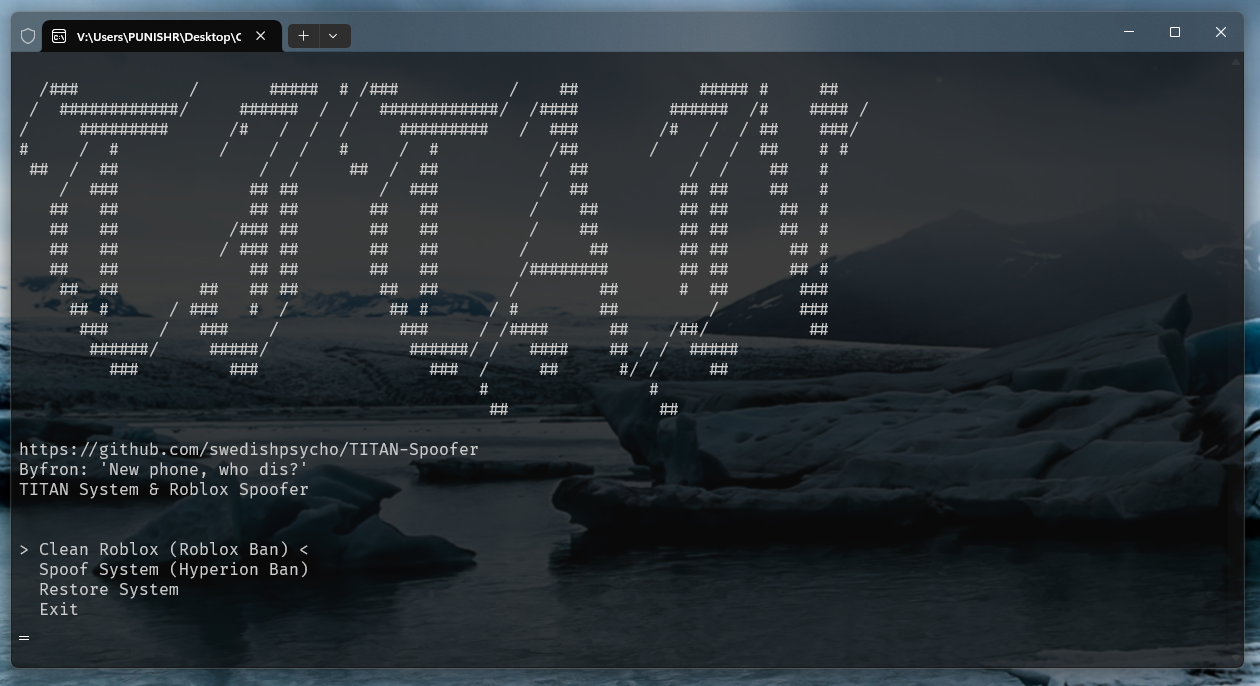 V:\Users\PUNISHR\Desktop\C
https://github.com/swedishpsycho/TITAN-Spoofer
Byfron: 'New phone, who dis?'
TITAN System & Roblox Spoofer
> Clean Roblox (Roblox Ban) <
Spoof System (Hyperion Ban)
Restore System
Exit